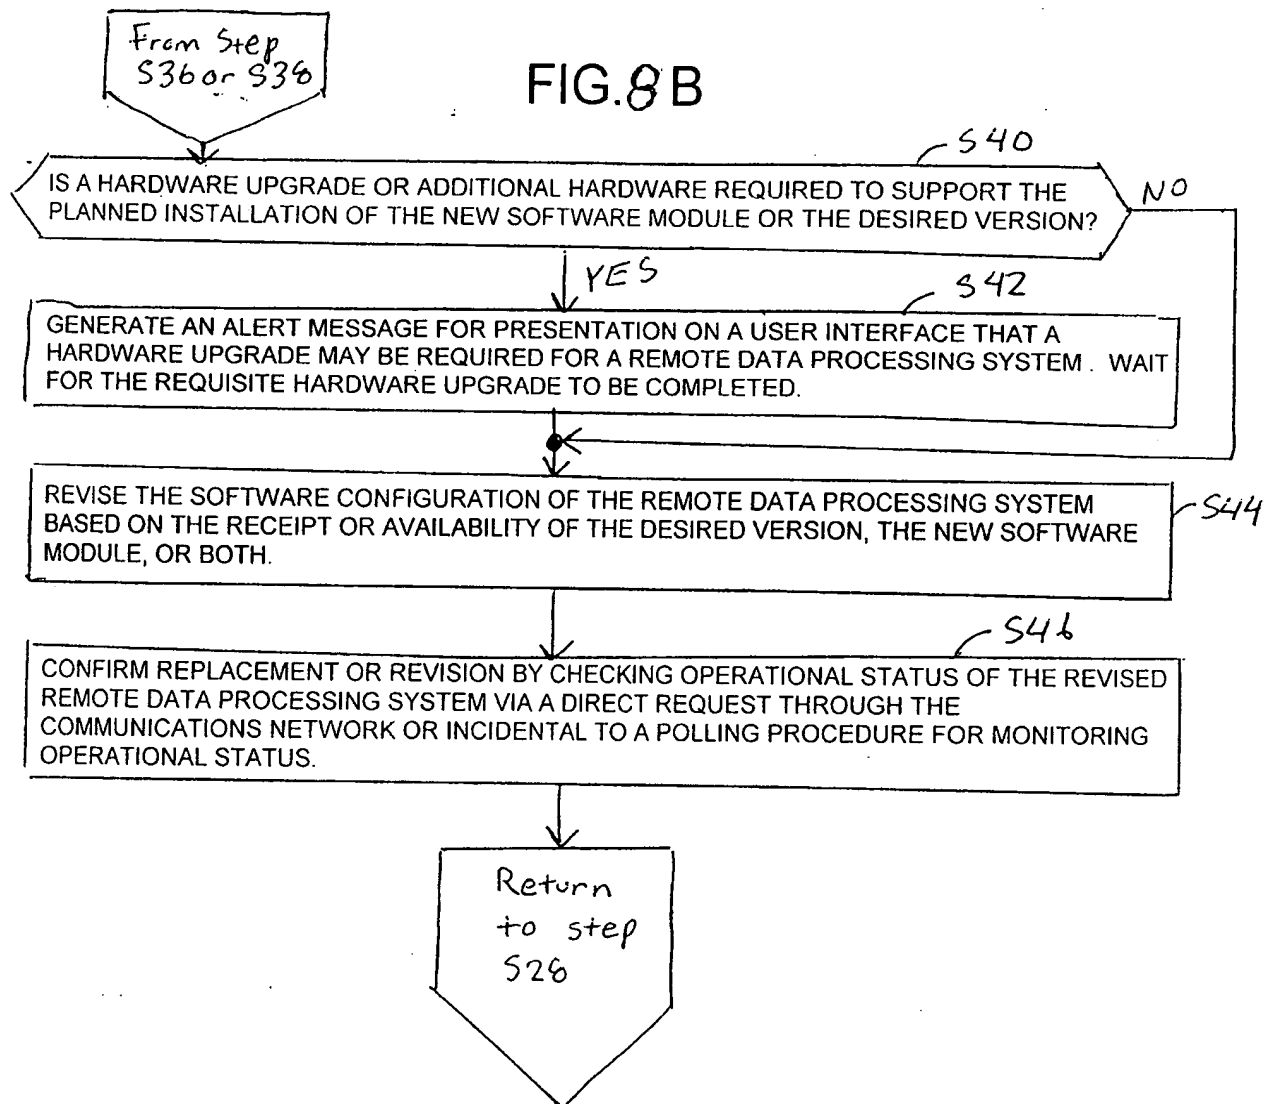 From Step
S36 or S38
FIG.8B
S40
IS A HARDWARE UPGRADE OR ADDITIONAL HARDWARE REQUIRED TO SUPPORT THE
PLANNED INSTALLATION OF THE NEW SOFTWARE MODULE OR THE DESIRED VERSION?
NO
YES
S42
GENERATE AN ALERT MESSAGE FOR PRESENTATION ON A USER INTERFACE THAT A
HARDWARE UPGRADE MAY BE REQUIRED FOR A REMOTE DATA PROCESSING SYSTEM. WAIT
FOR THE REQUISITE HARDWARE UPGRADE TO BE COMPLETED.
REVISE THE SOFTWARE CONFIGURATION OF THE REMOTE DATA PROCESSING SYSTEM
BASED ON THE RECEIPT OR AVAILABILITY OF THE DESIRED VERSION, THE NEW SOFTWARE
MODULE, OR BOTH.
S44
S46
CONFIRM REPLACEMENT OR REVISION BY CHECKING OPERATIONAL STATUS OF THE REVISED
REMOTE DATA PROCESSING SYSTEM VIA A DIRECT REQUEST THROUGH THE
COMMUNICATIONS NETWORK OR INCIDENTAL TO A POLLING PROCEDURE FOR MONITORING
OPERATIONAL STATUS.
Return
to step
S28